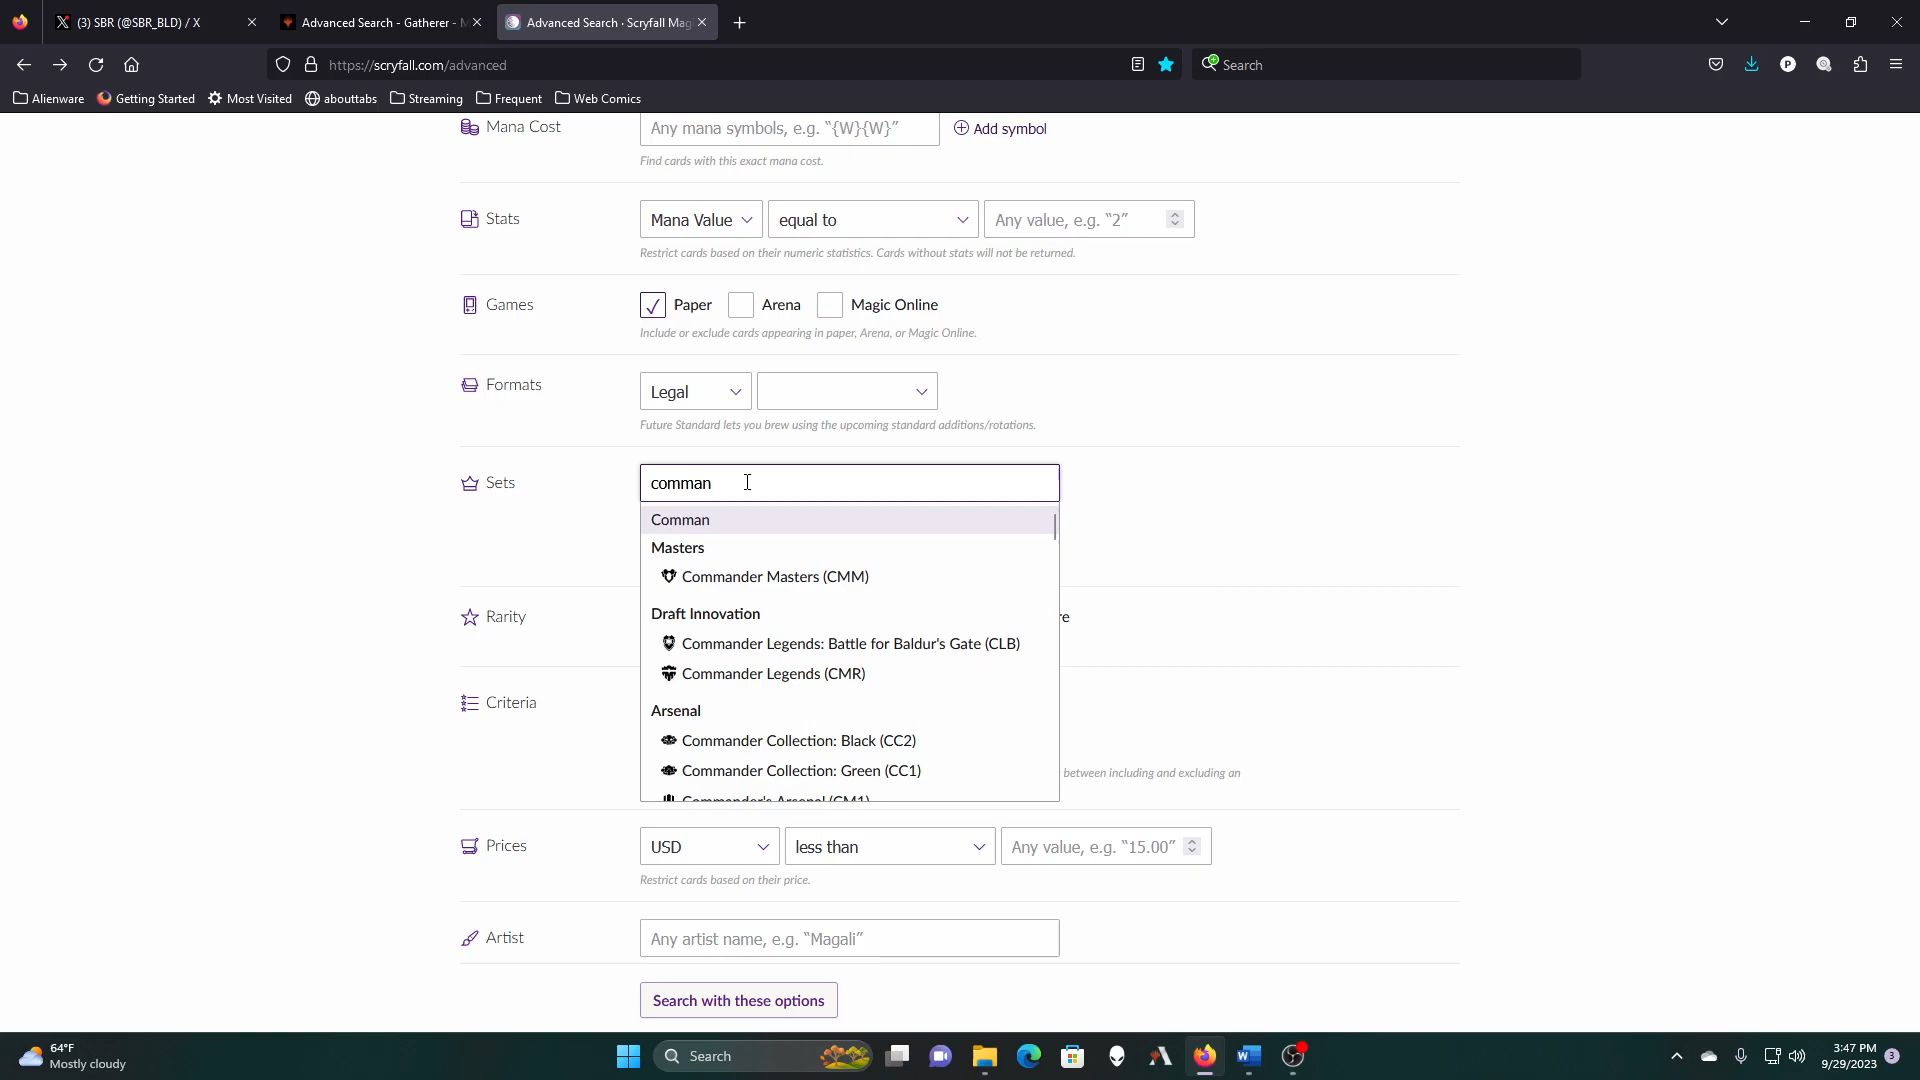 (3) SBR (@SBR_BLD) / X
Advanced Search - Gatherer - M
Advanced Search · Scryfall Magi
https://scryfall.com/advanced
Search
Alienware
Getting Started
Most Visited
abouttabs
Streaming
Frequent
Web Comics
Mana Cost
Any mana symbols, e.g. “{W}{W}”
Add symbol
Find cards with this exact mana cost.
Stats
Mana Value
equal to
Any value, e.g. “2”
Restrict cards based on their numeric statistics. Cards without stats will not be returned.
Games
Paper
Arena
Magic Online
Include or exclude cards appearing in paper, Arena, or Magic Online.
Formats
Legal
Future Standard lets you brew using the upcoming standard additions/rotations.
Sets
comman
Comman
Masters
Commander Masters (CMM)
Draft Innovation
Commander Legends: Battle for Baldur's Gate (CLB)
Commander Legends (CMR)
Arsenal
Commander Collection: Black (CC2)
Commander Collection: Green (CC1)
Commander's Arsenal (CM1)
Rarity
re
Criteria
between including and excluding an
Prices
USD
less than
Any value, e.g. “15.00”
Restrict cards based on their price.
Artist
Any artist name, e.g. “Magali”
Search with these options
64°F
Mostly cloudy
Search
3:47 PM
9/29/2023
3